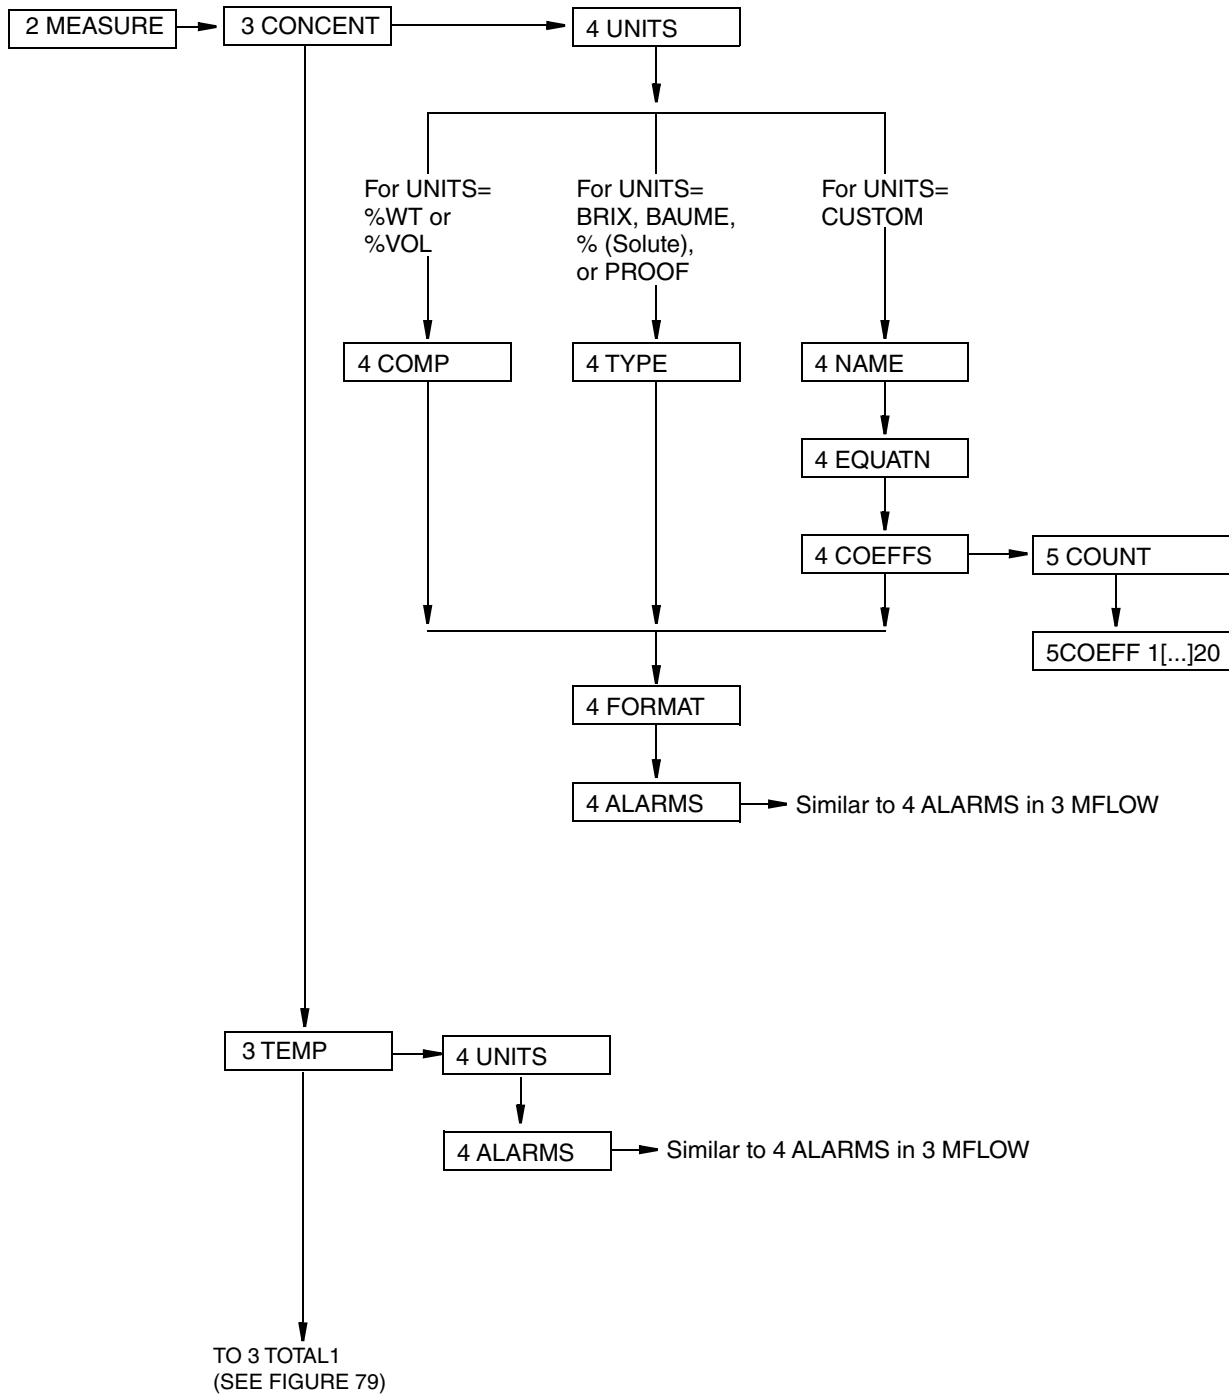 2 MEASURE
3 CONCENT
4 UNITS
For UNITS=
%WT or
%VOL
For UNITS=
BRIX, BAUME,
% (Solute),
or PROOF
For UNITS=
CUSTOM
4 COMP
4 TYPE
4 NAME
4 EQUATN
4 COEFFS
5 COUNT
5COEFF 1[...]20
4 FORMAT
4 ALARMS
Similar to 4 ALARMS in 3 MFLOW
3 TEMP
4 UNITS
4 ALARMS
Similar to 4 ALARMS in 3 MFLOW
TO 3 TOTAL1
(SEE FIGURE 79)